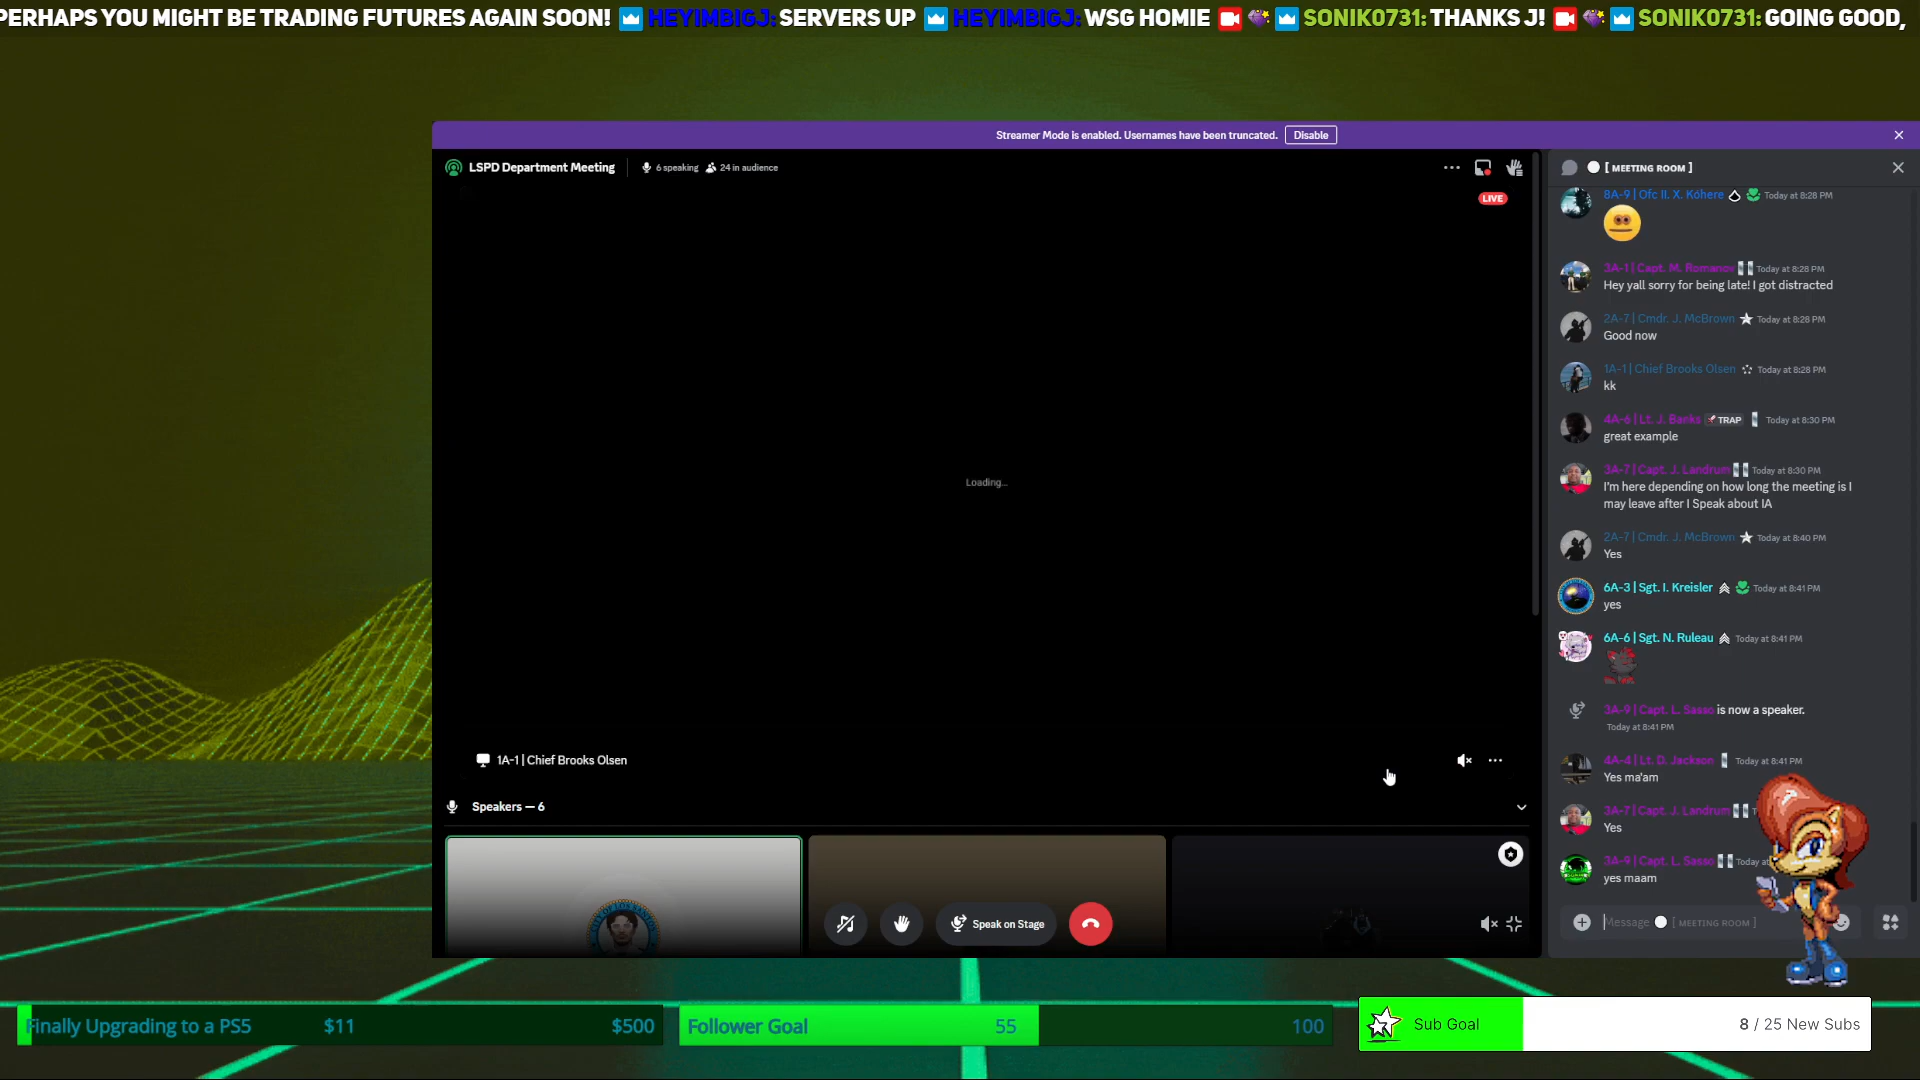 PERHAPS YOU MIGHT BE TRADING FUTURES AGAIN SOON! HEYIMBIGJ: SERVERS UP HEYIMBIGJ: WSG HOMIE SONIK0731: THANKS J! SONIK0731: GOING GOOD,
Streamer Mode is enabled. Usernames have been truncated. Disable
LSPD Department Meeting 6 speaking 24 in audience
LIVE
Loading...
1A-1 | Chief Brooks Olsen
Speakers — 6
Speak on Stage
[ MEETING ROOM ]
8A-9 | Ofc II. X. Kohere Today at 8:28 PM
3A-1 | Capt. M. Romanov Today at 8:28 PM
Hey yall sorry for being late! I got distracted
2A-7 | Cmdr. J. McBrown Today at 8:28 PM
Good now
1A-1 | Chief Brooks Olsen Today at 8:28 PM
kk
4A-6 | Lt. J. Banks TRAP Today at 8:30 PM
great example
3A-7 | Capt. J. Landrum Today at 8:30 PM
I'm here depending on how long the meeting is I
may leave after I Speak about IA
2A-7 | Cmdr. J. McBrown Today at 8:40 PM
Yes
6A-3 | Sgt. I. Kreisler Today at 8:41 PM
yes
6A-6 | Sgt. N. Ruleau Today at 8:41 PM
3A-9 | Capt. L. Sasso is now a speaker.
Today at 8:41 PM
4A-4 | Lt. D. Jackson Today at 8:41 PM
Yes ma'am
3A-7 | Capt. J. Landrum
Yes
3A-9 | Capt. L. Sasso Today at
yes maam
Message [ MEETING ROOM ]
Finally Upgrading to a PS5 $11 $500
Follower Goal 55 100
Sub Goal 8 / 25 New Subs